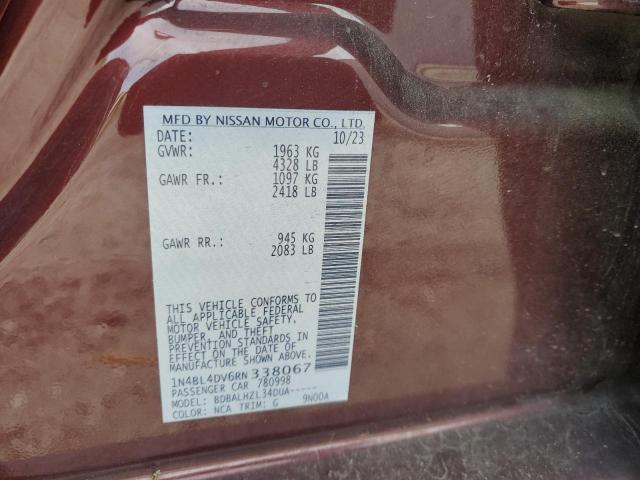 MFD BY NISSAN MOTOR CO., LTD.
DATE: 10/23
GVWR: 1963 KG
4328 LB
GAWR FR.: 1097 KG
2418 LB
GAWR RR.: 945 KG
2083 LB
THIS VEHICLE CONFORMS TO
ALL APPLICABLE FEDERAL
MOTOR VEHICLE SAFETY,
BUMPER, AND THEFT
PREVENTION STANDARDS IN
EFFECT ON THE DATE OF
MANUFACTURE SHOWN ABOVE.
1N4BL4DV6RN338067
PASSENGER CAR 780998
MODEL: BDBALHZL34DUA-----
COLOR: NCA TRIM: G 9N00A